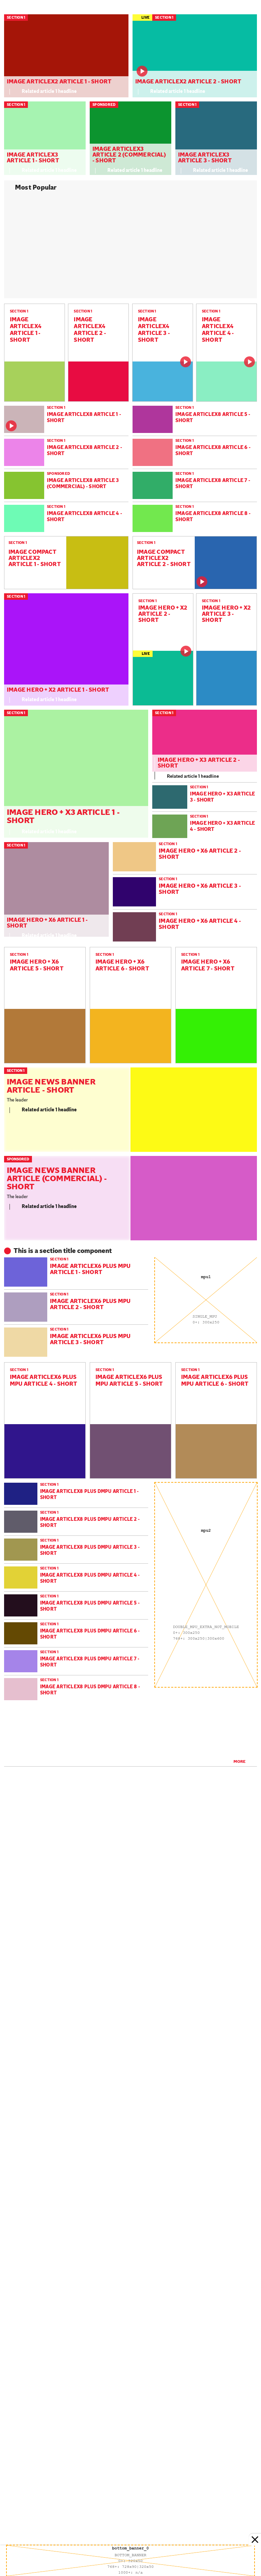 SECTION 1
IMAGE ARTICLEX2 ARTICLE 1 - SHORT
Related article 1 headline
LIVE
SECTION 1
IMAGE ARTICLEX2 ARTICLE 2 - SHORT
Related article 1 headline
SECTION 1
IMAGE ARTICLEX3
ARTICLE 1 - SHORT
SPONSORED
IMAGE ARTICLEX3
ARTICLE 2 (COMMERCIAL)
- SHORT
Related article 1 headline
SECTION 1
IMAGE ARTICLEX3
ARTICLE 3 - SHORT
Related article 1 headline
Most Popular
SECTION 1
IMAGE
ARTICLEX4
ARTICLE 1 -
SHORT
SECTION 1
IMAGE
ARTICLEX4
ARTICLE 2 -
SHORT
SECTION 1
IMAGE
ARTICLEX4
ARTICLE 3 -
SHORT
SECTION 1
IMAGE
ARTICLEX4
ARTICLE 4 -
SHORT
SECTION 1
IMAGE ARTICLEX8 ARTICLE 1 -
SHORT
SECTION 1
IMAGE ARTICLEX8 ARTICLE 2 -
SHORT
SPONSORED
IMAGE ARTICLEX8 ARTICLE 3
(COMMERCIAL) - SHORT
SECTION 1
IMAGE ARTICLEX8 ARTICLE 4 -
SHORT
SECTION 1
IMAGE ARTICLEX8 ARTICLE 5 -
SHORT
SECTION 1
IMAGE ARTICLEX8 ARTICLE 6 -
SHORT
SECTION 1
IMAGE ARTICLEX8 ARTICLE 7 -
SHORT
SECTION 1
IMAGE ARTICLEX8 ARTICLE 8 -
SHORT
SECTION 1
IMAGE COMPACT
ARTICLEX2
ARTICLE 1 - SHORT
SECTION 1
IMAGE COMPACT
ARTICLEX2
ARTICLE 2 - SHORT
SECTION 1
IMAGE HERO + X2 ARTICLE 1 - SHORT
Related article 1 headline
SECTION 1
IMAGE HERO + X2
ARTICLE 2 -
SHORT
LIVE
SECTION 1
IMAGE HERO + X2
ARTICLE 3 -
SHORT
SECTION 1
IMAGE HERO + X3 ARTICLE 1 -
SHORT
SECTION 1
IMAGE HERO + X3 ARTICLE 2 -
SHORT
Related article 1 headline
SECTION 1
IMAGE HERO + X3 ARTICLE
3 - SHORT
SECTION 1
IMAGE HERO + X3 ARTICLE
4 - SHORT
SECTION 1
IMAGE HERO + X6 ARTICLE 1 -
SHORT
SECTION 1
IMAGE HERO + X6 ARTICLE 2 -
SHORT
SECTION 1
IMAGE HERO + X6 ARTICLE 3 -
SHORT
SECTION 1
IMAGE HERO + X6 ARTICLE 4 -
SHORT
SECTION 1
IMAGE HERO + X6
ARTICLE 5 - SHORT
SECTION 1
IMAGE HERO + X6
ARTICLE 6 - SHORT
SECTION 1
IMAGE HERO + X6
ARTICLE 7 - SHORT
SECTION 1
IMAGE NEWS BANNER
ARTICLE - SHORT
The leader
Related article 1 headline
SPONSORED
IMAGE NEWS BANNER
ARTICLE (COMMERCIAL) -
SHORT
The leader
Related article 1 headline
This is a section title component
SECTION 1
IMAGE ARTICLEX6 PLUS MPU
ARTICLE 1 - SHORT
SECTION 1
IMAGE ARTICLEX6 PLUS MPU
ARTICLE 2 - SHORT
SECTION 1
IMAGE ARTICLEX6 PLUS MPU
ARTICLE 3 - SHORT
mpu1
SINGLE_MPU
0+: 300x250
SECTION 1
IMAGE ARTICLEX6 PLUS
MPU ARTICLE 4 - SHORT
SECTION 1
IMAGE ARTICLEX6 PLUS
MPU ARTICLE 5 - SHORT
SECTION 1
IMAGE ARTICLEX6 PLUS
MPU ARTICLE 6 - SHORT
SECTION 1
IMAGE ARTICLEX8 PLUS DMPU ARTICLE 1 -
SHORT
SECTION 1
IMAGE ARTICLEX8 PLUS DMPU ARTICLE 2 -
SHORT
SECTION 1
IMAGE ARTICLEX8 PLUS DMPU ARTICLE 3 -
SHORT
SECTION 1
IMAGE ARTICLEX8 PLUS DMPU ARTICLE 4 -
SHORT
SECTION 1
IMAGE ARTICLEX8 PLUS DMPU ARTICLE 5 -
SHORT
SECTION 1
IMAGE ARTICLEX8 PLUS DMPU ARTICLE 6 -
SHORT
SECTION 1
IMAGE ARTICLEX8 PLUS DMPU ARTICLE 7 -
SHORT
SECTION 1
IMAGE ARTICLEX8 PLUS DMPU ARTICLE 8 -
SHORT
mpu2
MORE
bottom_banner_0
BOTTOM_BANNER